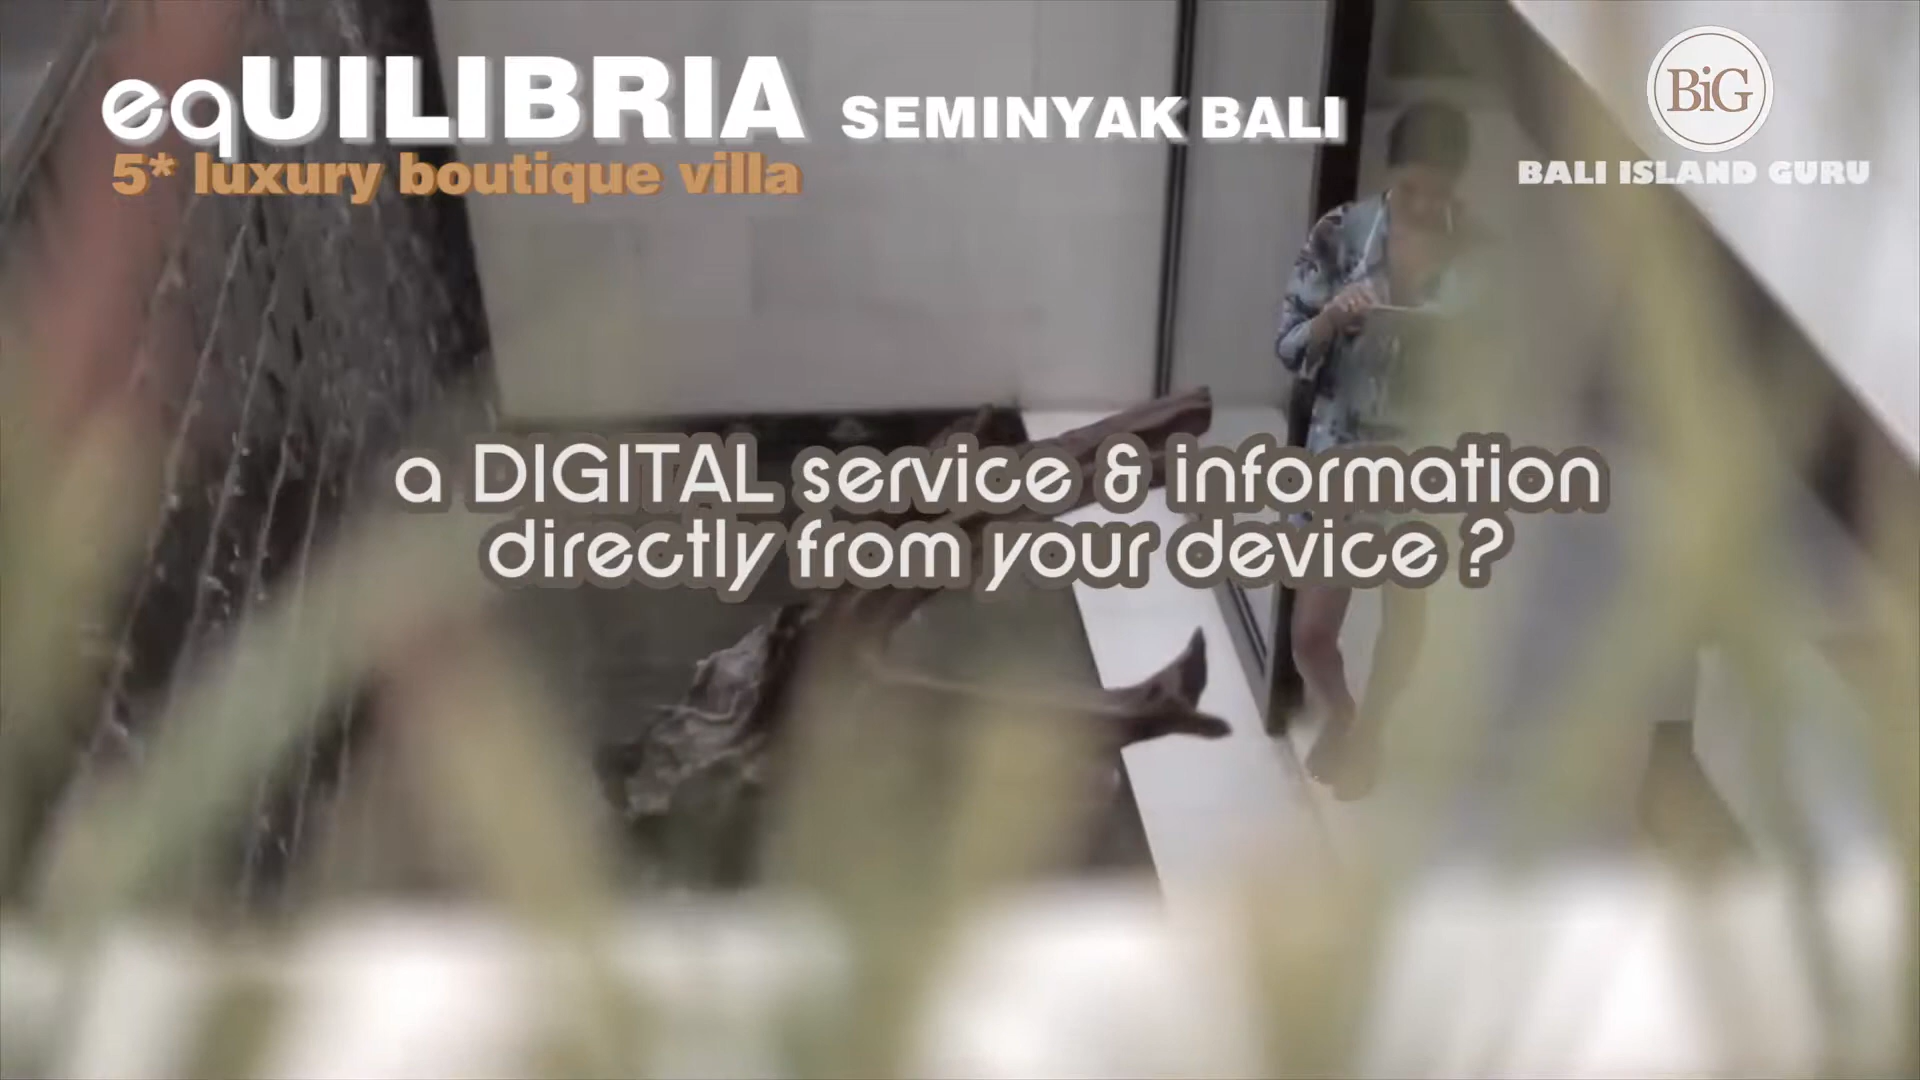 eqUILIBRIA SEMINYAK BALI
5* luxury boutique villa
BiG
BALI ISLAND GURU
a DIGITAL service & information
directly from your device ?